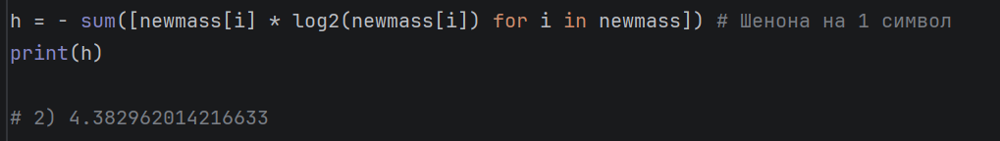 h = - sum([newmass[i] * log2(newmass[i]) for i in newmass]) # Шенона на 1 символ
print(h)
# 2) 4.382962014216633